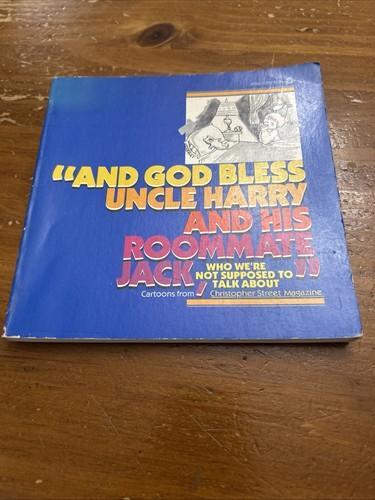 “AND GOD BLESS
UNCLE HARRY
AND HIS
ROOMMATE
JACK,
WHO WE'RE
NOT SUPPOSED TO
TALK ABOUT”
Cartoons from Christopher Street Magazine